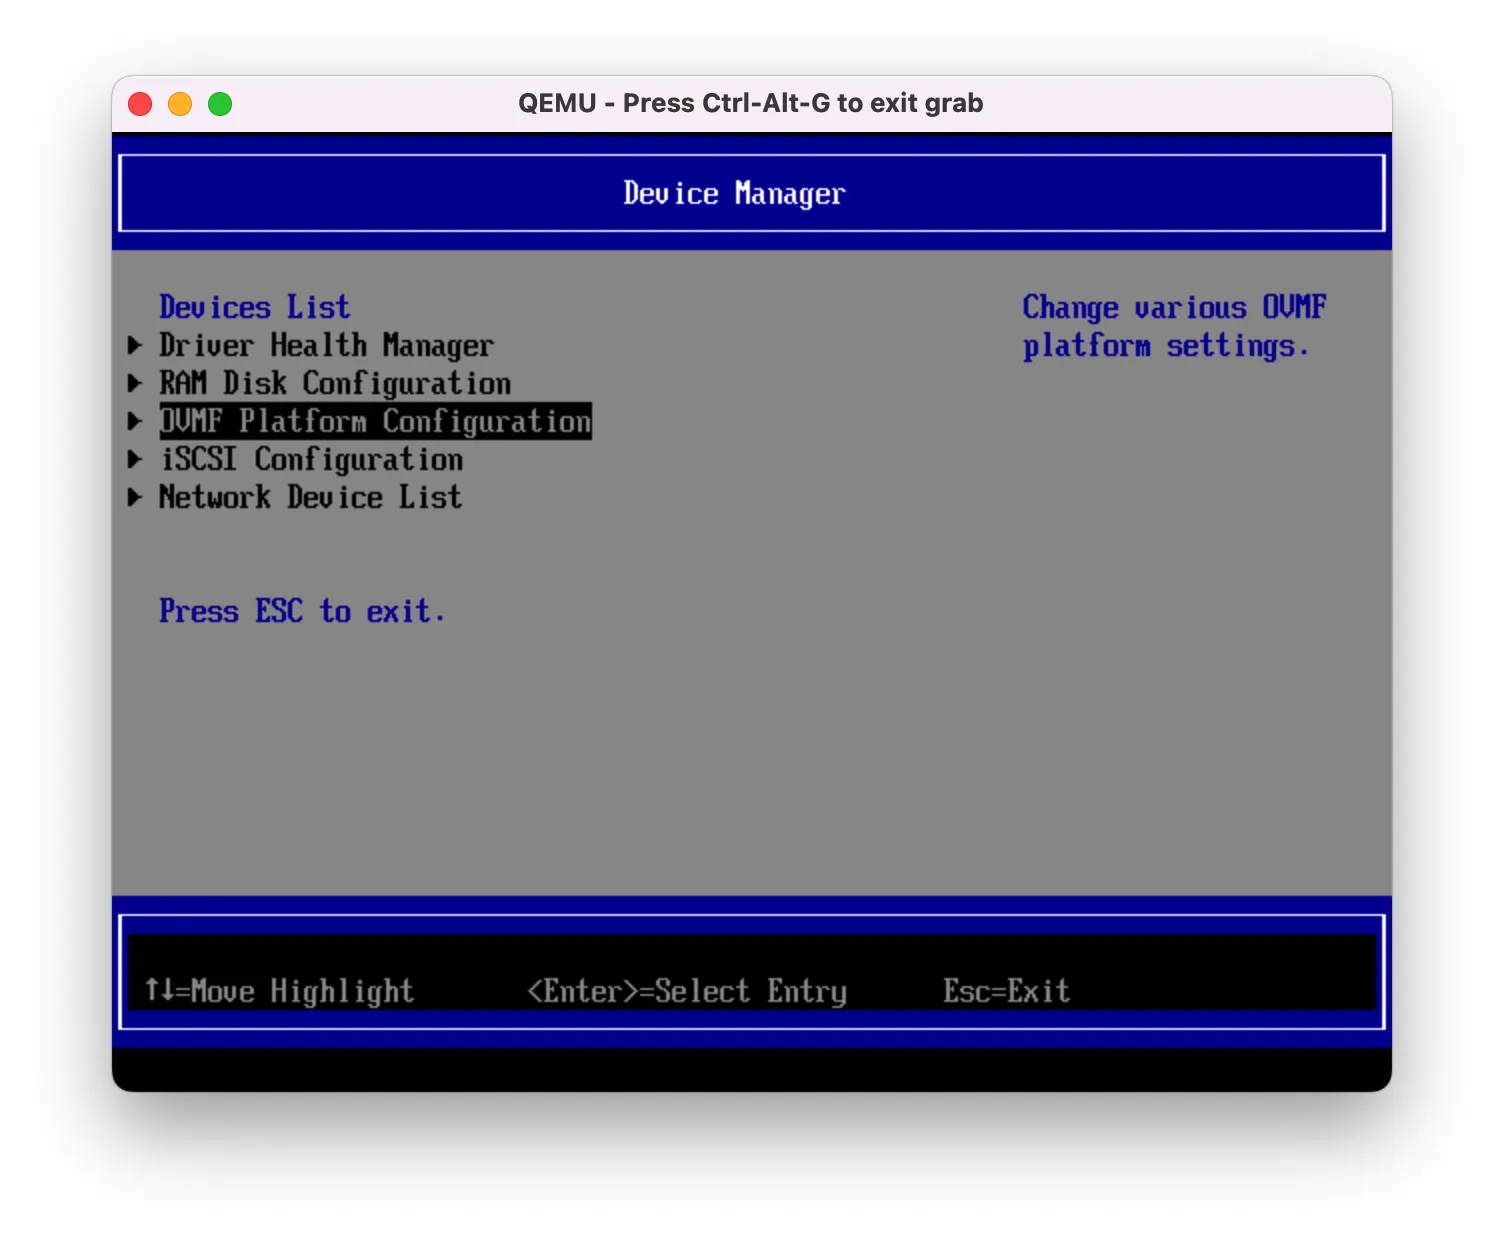 QEMU - Press Ctrl-Alt-G to exit grab
Device Manager
Devices List
Driver Health Manager
RAM Disk Configuration
OVMF Platform Configuration
iSCSI Configuration
Network Device List
Press ESC to exit.
Change various OVMF
platform settings.
↑↓=Move Highlight <Enter>=Select Entry Esc=Exit